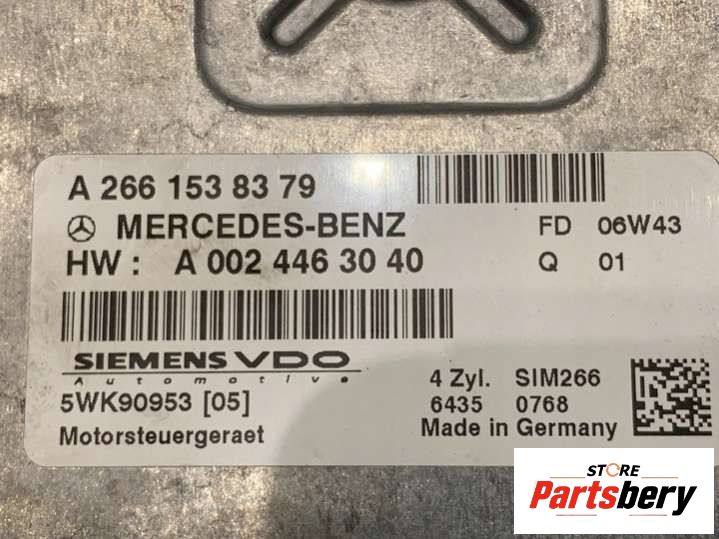 A 266 153 83 79
MERCEDES-BENZ FD 06W43
HW : A 002 446 30 40 Q 01
SIEMENS VDO
Automotive
4 Zyl. SIM266
5WK90953 [05]
6435 0768
Motorsteuergeraet
Made in Germany
STORE
Partsbery